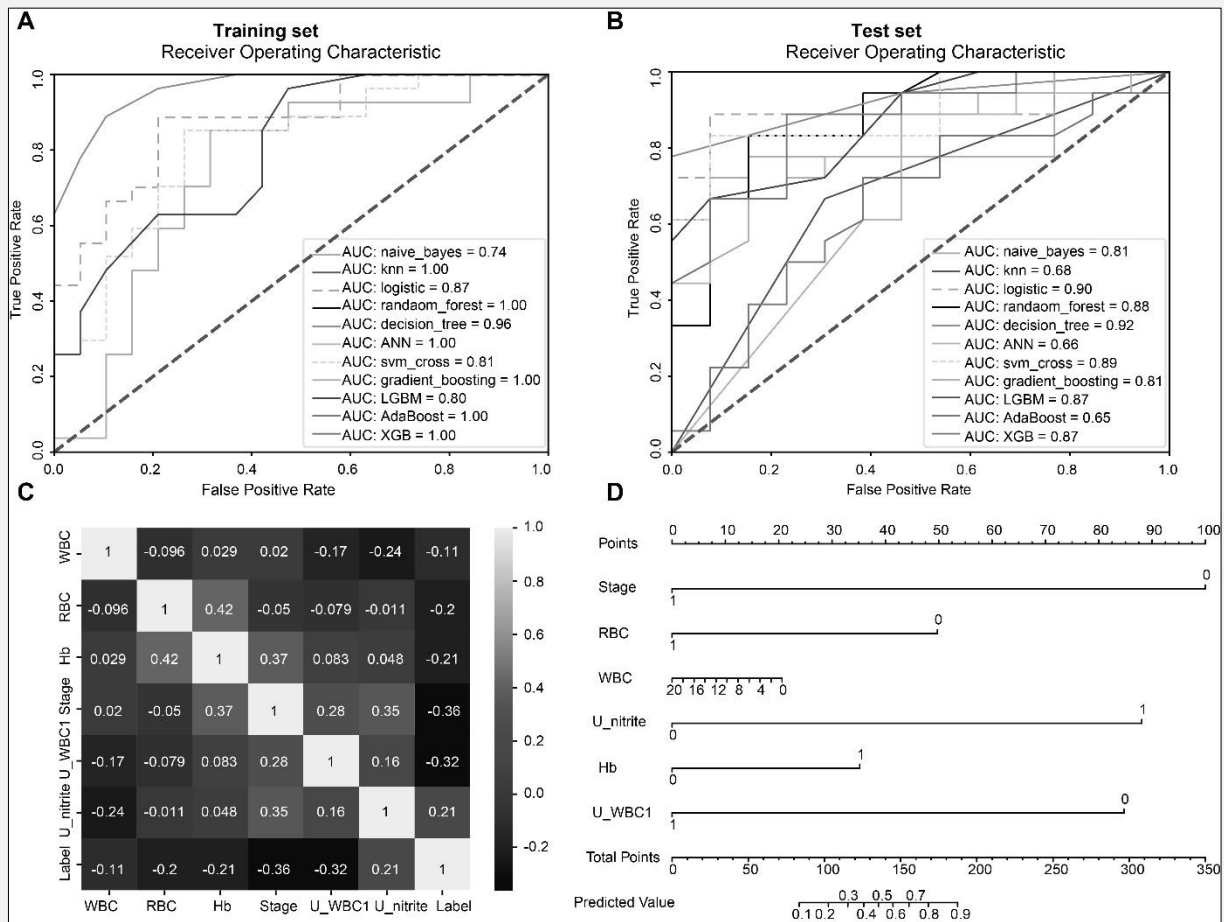 A
Training set
Receiver Operating Characteristic
1.0
0.8
0.6
0.4
0.2
0.0
True Positive Rate
AUC: naive_bayes = 0.74
AUC: knn = 1.00
AUC: logistic = 0.87
AUC: randaom_forest = 1.00
AUC: decision_tree = 0.96
AUC: ANN = 1.00
AUC: svm_cross = 0.81
AUC: gradient_boosting = 1.00
AUC: LGBM = 0.80
AUC: AdaBoost = 1.00
AUC: XGB = 1.00
0.0 0.2 0.4 0.6 0.8 1.0
False Positive Rate
B
Test set
Receiver Operating Characteristic
1.0
0.8
0.6
0.4
0.2
0.0
True Positive Rate
AUC: naive_bayes = 0.81
AUC: knn = 0.68
AUC: logistic = 0.90
AUC: randaom_forest = 0.88
AUC: decision_tree = 0.92
AUC: ANN = 0.66
AUC: svm_cross = 0.89
AUC: gradient_boosting = 0.81
AUC: LGBM = 0.87
AUC: AdaBoost = 0.65
AUC: XGB = 0.87
0.0 0.2 0.4 0.6 0.8 1.0
False Positive Rate
C
WBC 1 -0.096 0.029 0.02 -0.17 -0.24 -0.11
RBC -0.096 1 0.42 -0.05 -0.079 -0.011 -0.2
Hb 0.029 0.42 1 0.37 0.083 0.048 -0.21
Stage 0.02 -0.05 0.37 1 0.28 0.35 -0.36
U_WBC1 -0.17 -0.079 0.083 0.28 1 0.16 -0.32
U_nitrite -0.24 -0.011 0.048 0.35 0.16 1 0.21
Label -0.11 -0.2 -0.21 -0.36 -0.32 0.21 1
WBC RBC Hb Stage U_WBC1 U_nitrite Label
1.0
0.8
0.6
0.4
0.2
0.0
-0.2
D
0 10 20 30 40 50 60 70 80 90 100
Points
0
Stage
1
0
RBC
1
WBC
20 16 12 8 4 0
1
U_nitrite
0
1
Hb
0
0
U_WBC1
1
Total Points
0 50 100 150 200 250 300 350
0.3 0.5 0.7
Predicted Value
0.1 0.2 0.4 0.6 0.8 0.9